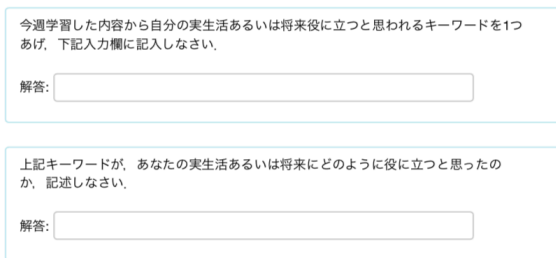 今週学習した内容から自分の実生活あるいは将来役に立つと思われるキーワードを1つ
あげ，下記入力欄に記入しなさい．
解答:
上記キーワードが，あなたの実生活あるいは将来にどのように役に立つと思ったの
か，記述しなさい．
解答: